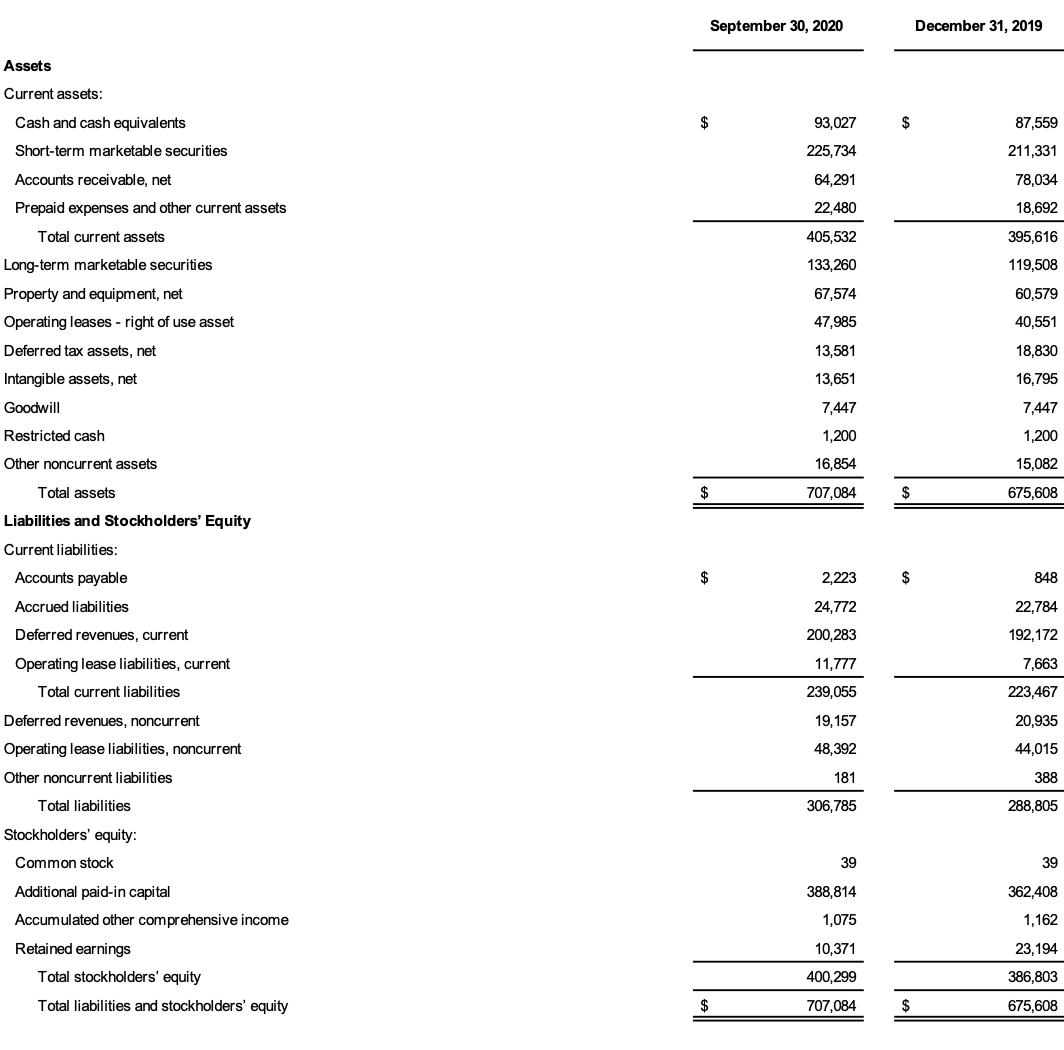 September 30, 2020 December 31, 2019
Assets
Current assets:
Cash and cash equivalents $ 93,027 $ 87,559
Short-term marketable securities 225,734 211,331
Accounts receivable, net 64,291 78,034
Prepaid expenses and other current assets 22,480 18,692
Total current assets 405,532 395,616
Long-term marketable securities 133,260 119,508
Property and equipment, net 67,574 60,579
Operating leases - right of use asset 47,985 40,551
Deferred tax assets, net 13,581 18,830
Intangible assets, net 13,651 16,795
Goodwill 7,447 7,447
Restricted cash 1,200 1,200
Other noncurrent assets 16,854 15,082
Total assets $ 707,084 $ 675,608
Liabilities and Stockholders’ Equity
Current liabilities:
Accounts payable $ 2,223 $ 848
Accrued liabilities 24,772 22,784
Deferred revenues, current 200,283 192,172
Operating lease liabilities, current 11,777 7,663
Total current liabilities 239,055 223,467
Deferred revenues, noncurrent 19,157 20,935
Operating lease liabilities, noncurrent 48,392 44,015
Other noncurrent liabilities 181 388
Total liabilities 306,785 288,805
Stockholders’ equity:
Common stock 39 39
Additional paid-in capital 388,814 362,408
Accumulated other comprehensive income 1,075 1,162
Retained earnings 10,371 23,194
Total stockholders’ equity 400,299 386,803
Total liabilities and stockholders’ equity $ 707,084 $ 675,608